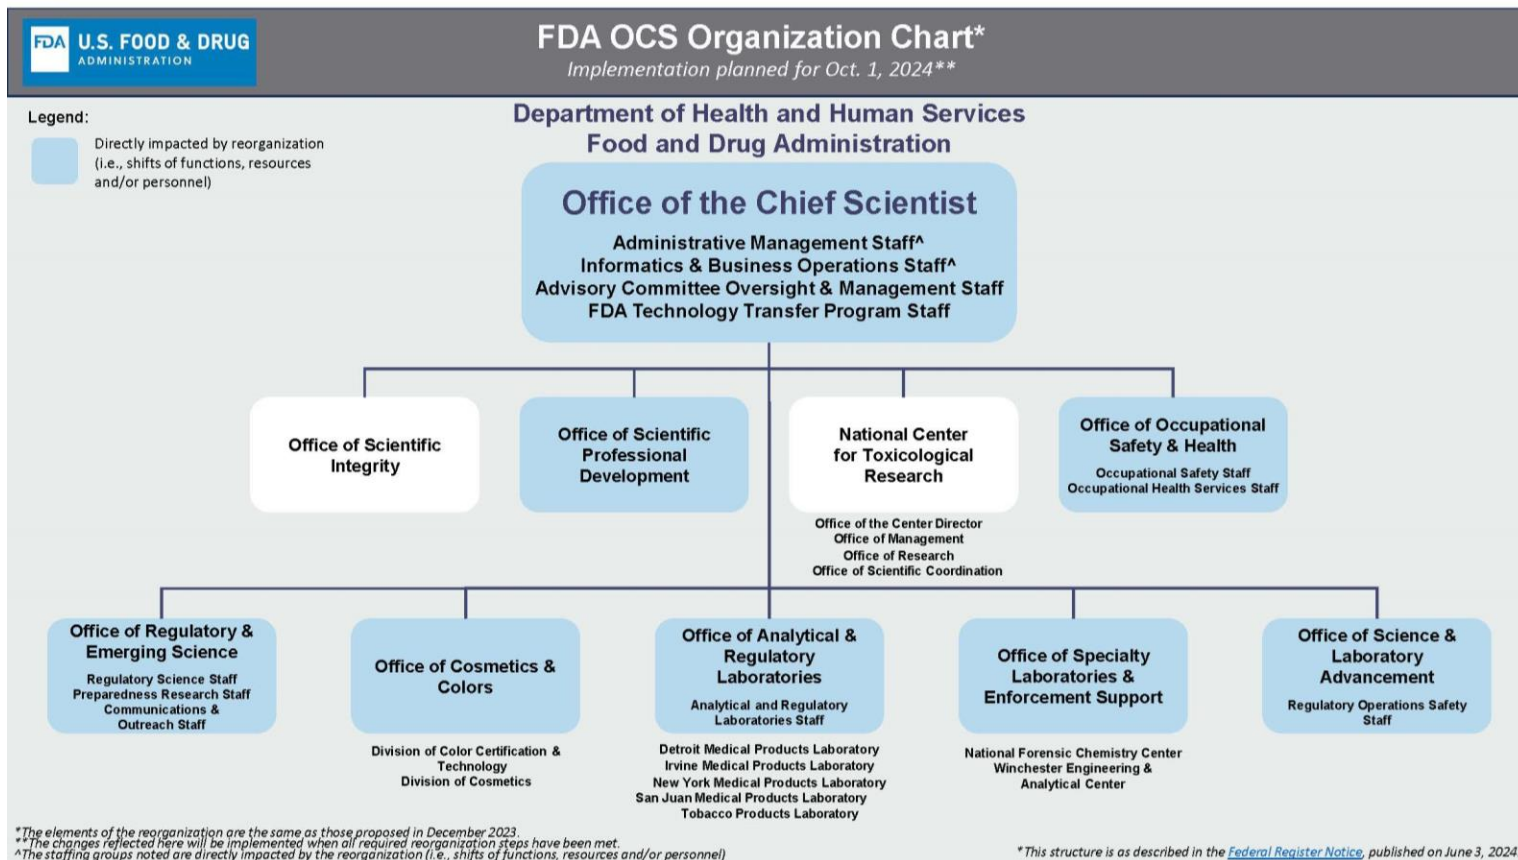 FDA U.S. FOOD & DRUG
ADMINISTRATION
FDA OCS Organization Chart*
Implementation planned for Oct. 1, 2024**
Legend:
Directly impacted by reorganization
(i.e., shifts of functions, resources
and/or personnel)
Department of Health and Human Services
Food and Drug Administration
Office of the Chief Scientist
Administrative Management Staff^
Informatics & Business Operations Staff^
Advisory Committee Oversight & Management Staff
FDA Technology Transfer Program Staff
Office of Scientific
Integrity
Office of Scientific
Professional
Development
National Center
for Toxicological
Research
Office of the Center Director
Office of Management
Office of Research
Office of Scientific Coordination
Office of Occupational
Safety & Health
Occupational Safety Staff
Occupational Health Services Staff
Office of Regulatory &
Emerging Science
Regulatory Science Staff
Preparedness Research Staff
Communications &
Outreach Staff
Office of Cosmetics &
Colors
Division of Color Certification &
Technology
Division of Cosmetics
Office of Analytical &
Regulatory
Laboratories
Analytical and Regulatory
Laboratories Staff
Detroit Medical Products Laboratory
Irvine Medical Products Laboratory
New York Medical Products Laboratory
San Juan Medical Products Laboratory
Tobacco Products Laboratory
Office of Specialty
Laboratories &
Enforcement Support
National Forensic Chemistry Center
Winchester Engineering &
Analytical Center
Office of Science &
Laboratory
Advancement
Regulatory Operations Safety
Staff
*The elements of the reorganization are the same as those proposed in December 2023.
**The changes reflected here will be implemented when all required reorganization steps have been met.
^The staffing groups noted are directly impacted by the reorganization (i.e., shifts of functions, resources and/or personnel)
*This structure is as described in the Federal Register Notice, published on June 3, 2024